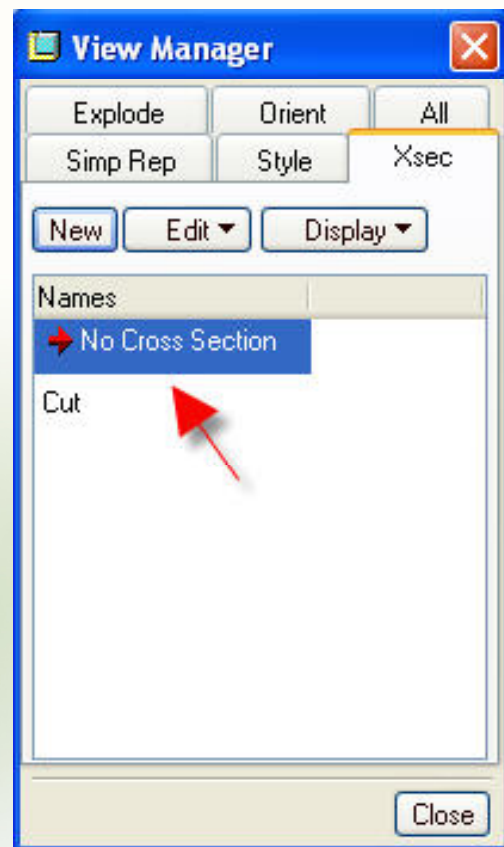 View Manager
Explode Orient All
Simp Rep Style Xsec
New Edit Display
Names
No Cross Section
Cut
Close